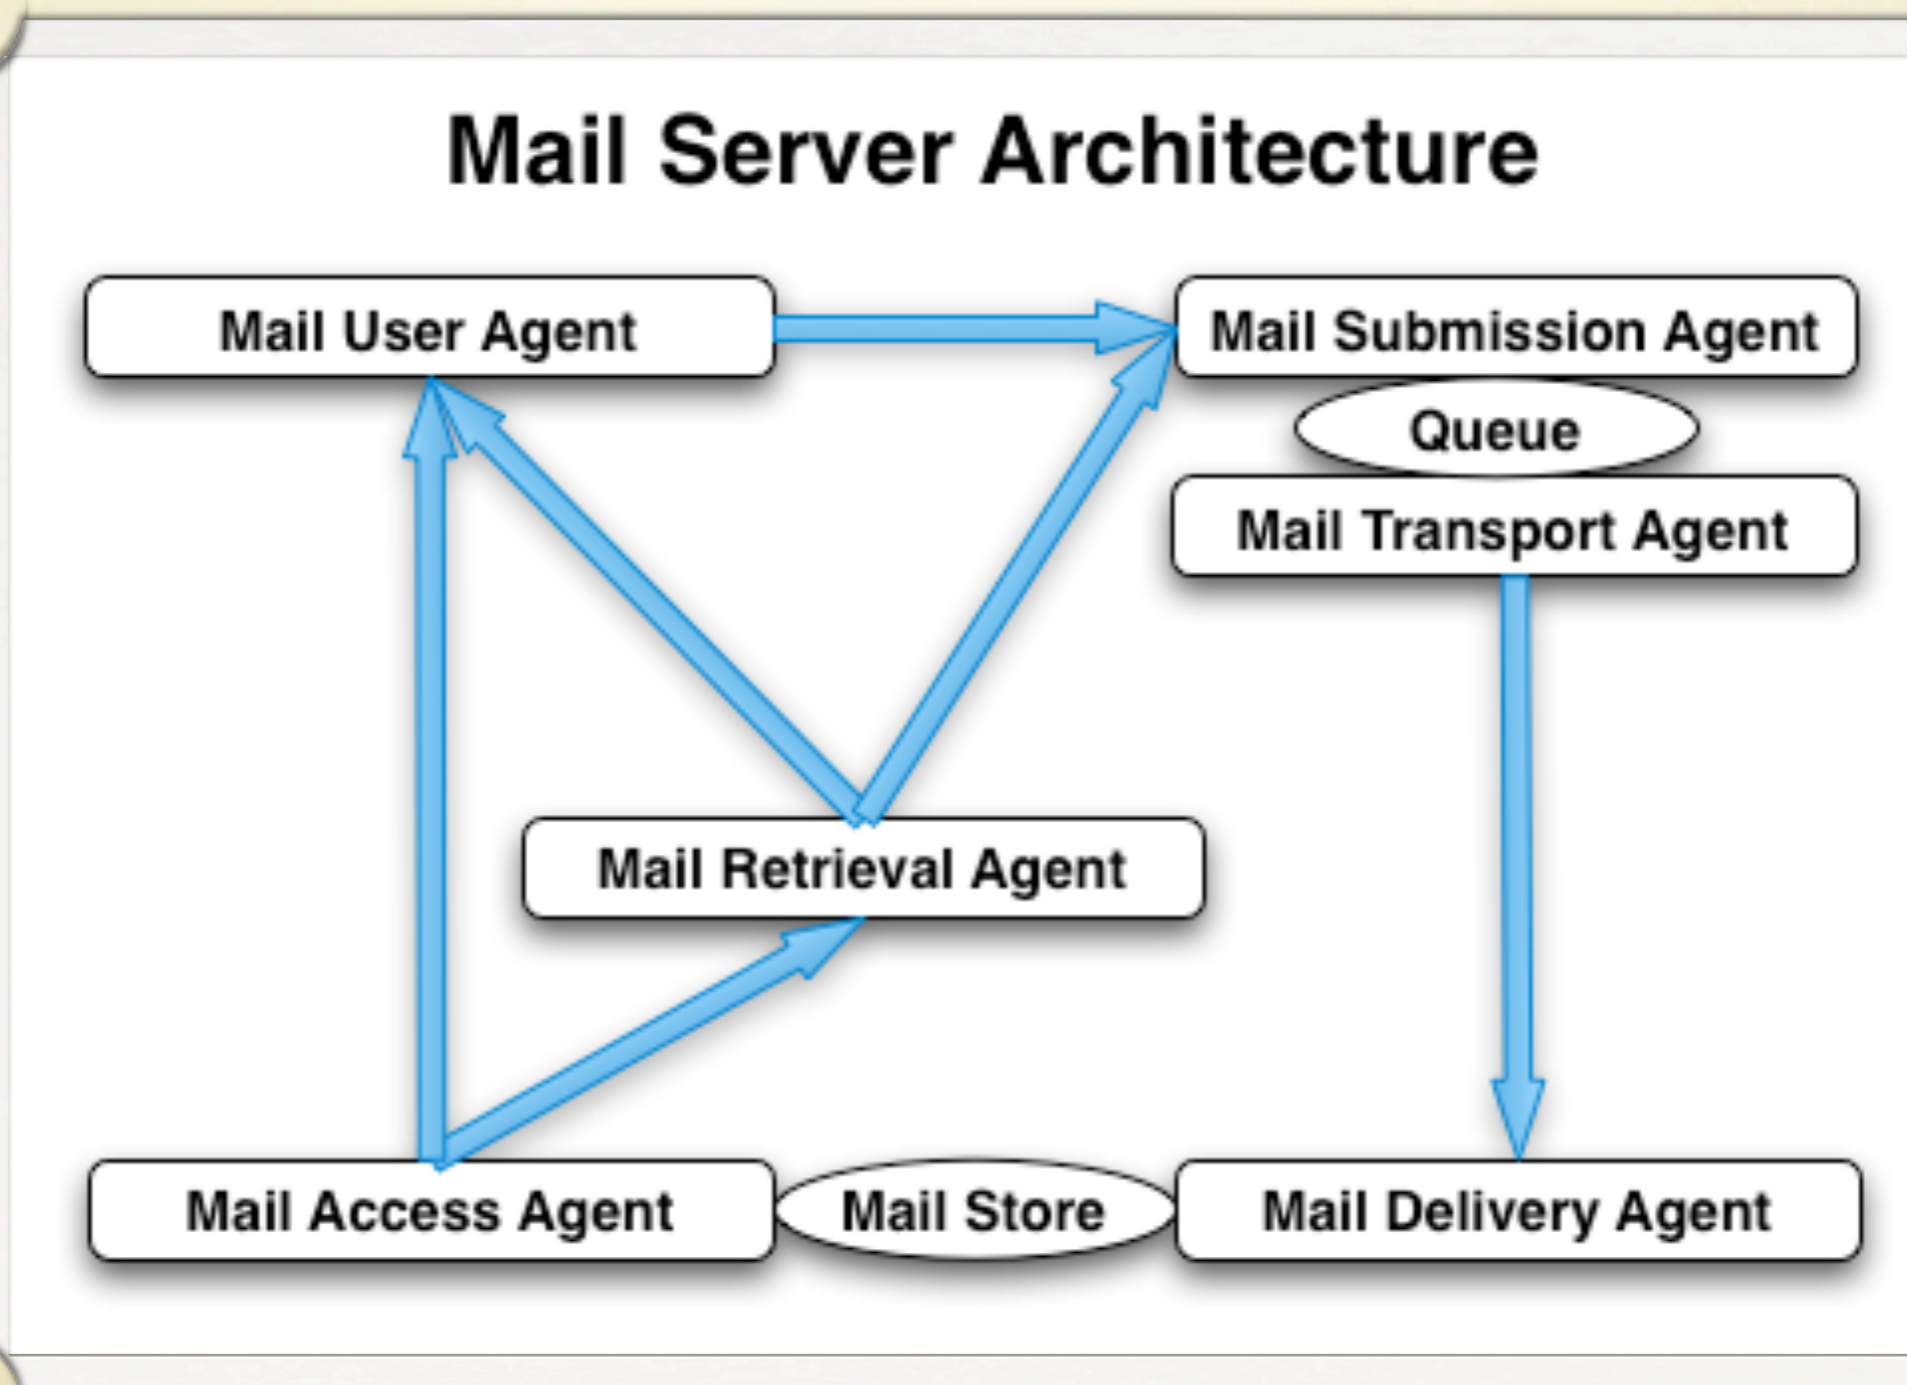 Mail Server Architecture
Mail User Agent
Mail Submission Agent
Queue
Mail Transport Agent
Mail Retrieval Agent
Mail Access Agent
Mail Store
Mail Delivery Agent